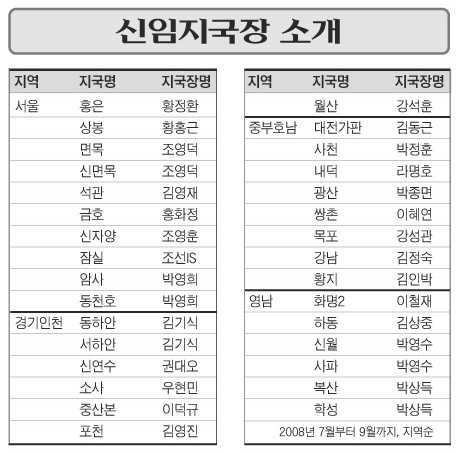 신임지국장 소개
지역 지국명 지국장명
서울 홍은 황정환
상봉 황홍근
면목 조영덕
신면목 조영덕
석관 김영재
금호 홍화정
신자양 조영훈
잠실 조선IS
암사 박영희
동천호 박영희
경기인천 동하안 김기식
서하안 김기식
신연수 권대오
소사 우현민
중산본 이덕규
포천 김영진
지역 지국명 지국장명
월산 강석훈
중부호남 대전가판 김동근
사천 박정훈
내덕 라명호
광산 박종면
쌍촌 이혜연
목포 강성관
강남 김정숙
황지 김인박
영남 화명2 이철재
하동 김상중
신월 박영수
사파 박영수
복산 박상득
학성 박상득
2008년 7월부터 9월까지, 지역순